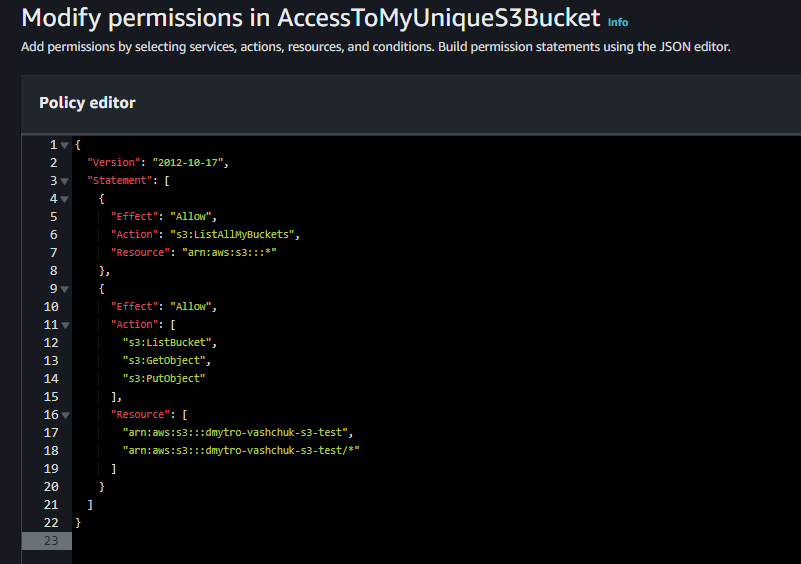 Modify permissions in AccessToMyUniqueS3Bucket Info
Add permissions by selecting services, actions, resources, and conditions. Build permission statements using the JSON editor.
Policy editor
1 {
2 "Version": "2012-10-17",
3 "Statement": [
4 {
5 "Effect": "Allow",
6 "Action": "s3:ListAllMyBuckets",
7 "Resource": "arn:aws:s3:::*"
8 },
9 {
10 "Effect": "Allow",
11 "Action": [
12 "s3:ListBucket",
13 "s3:GetObject",
14 "s3:PutObject"
15 ],
16 "Resource": [
17 "arn:aws:s3:::dmytro-vashchuk-s3-test",
18 "arn:aws:s3:::dmytro-vashchuk-s3-test/*"
19 ]
20 }
21 ]
22 }
23